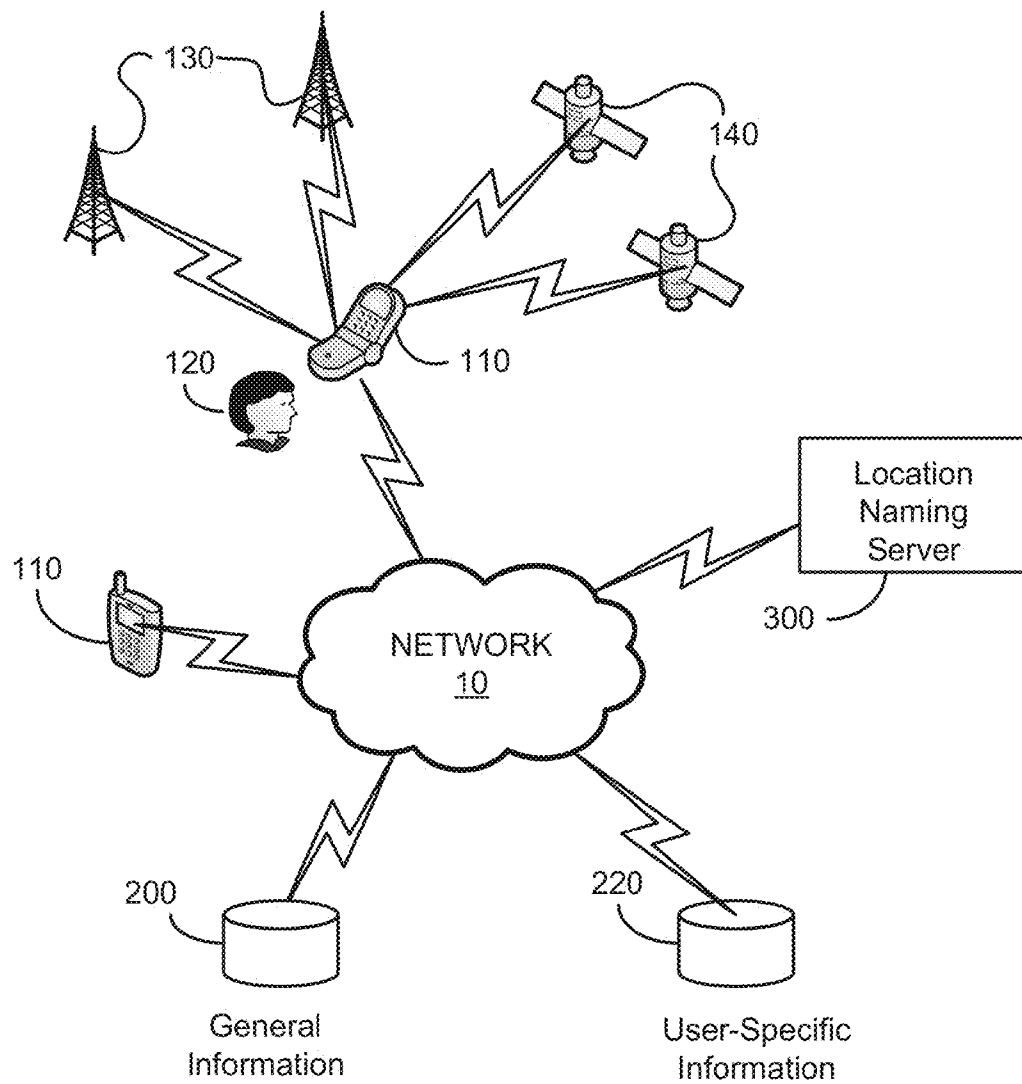 130
140
110
120
Location
Naming
Server
110
300
NETWORK
10
200
220
General
Information
User-Specific
Information